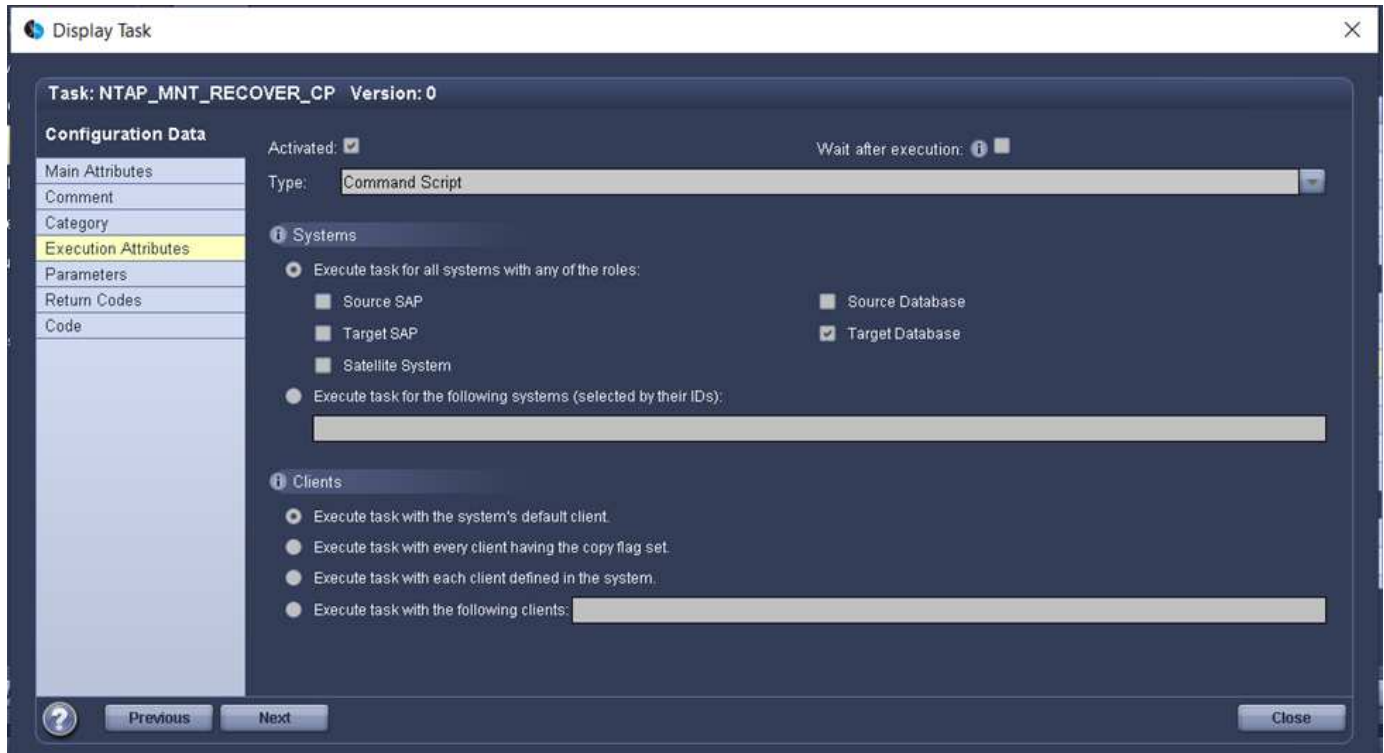 Display Task
Task: NTAP_MNT_RECOVER_CP Version: 0
Configuration Data
Main Attributes
Comment
Category
Execution Attributes
Parameters
Return Codes
Code
Activated:
Wait after execution:
Type: Command Script
Systems
Execute task for all systems with any of the roles:
Source SAP
Source Database
Target SAP
Target Database
Satellite System
Execute task for the following systems (selected by their IDs):
Clients
Execute task with the system's default client.
Execute task with every client having the copy flag set.
Execute task with each client defined in the system.
Execute task with the following clients:
Previous
Next
Close